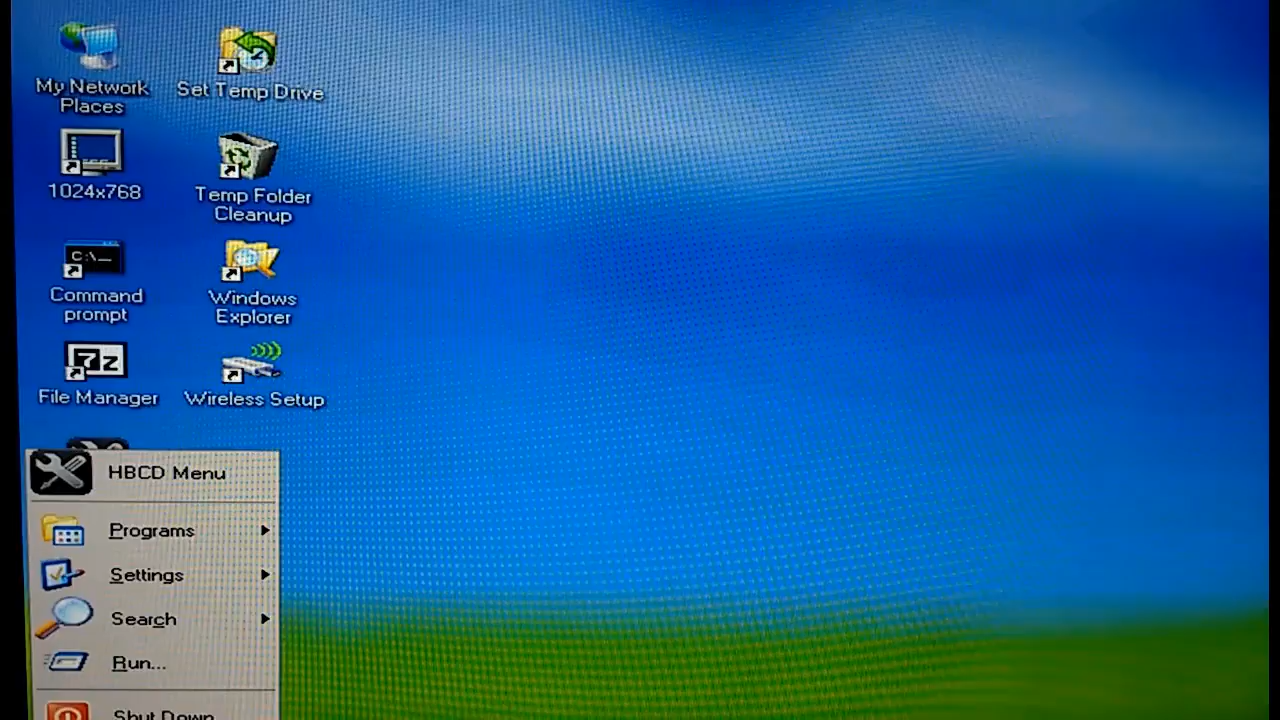 My Network
Places
Set Temp Drive
1024x768
Temp Folder
Cleanup
C:\_
Command
prompt
Windows
Explorer
7z
File Manager
Wireless Setup
HBCD Menu
Programs
Settings
Search
Run...
Shut Down